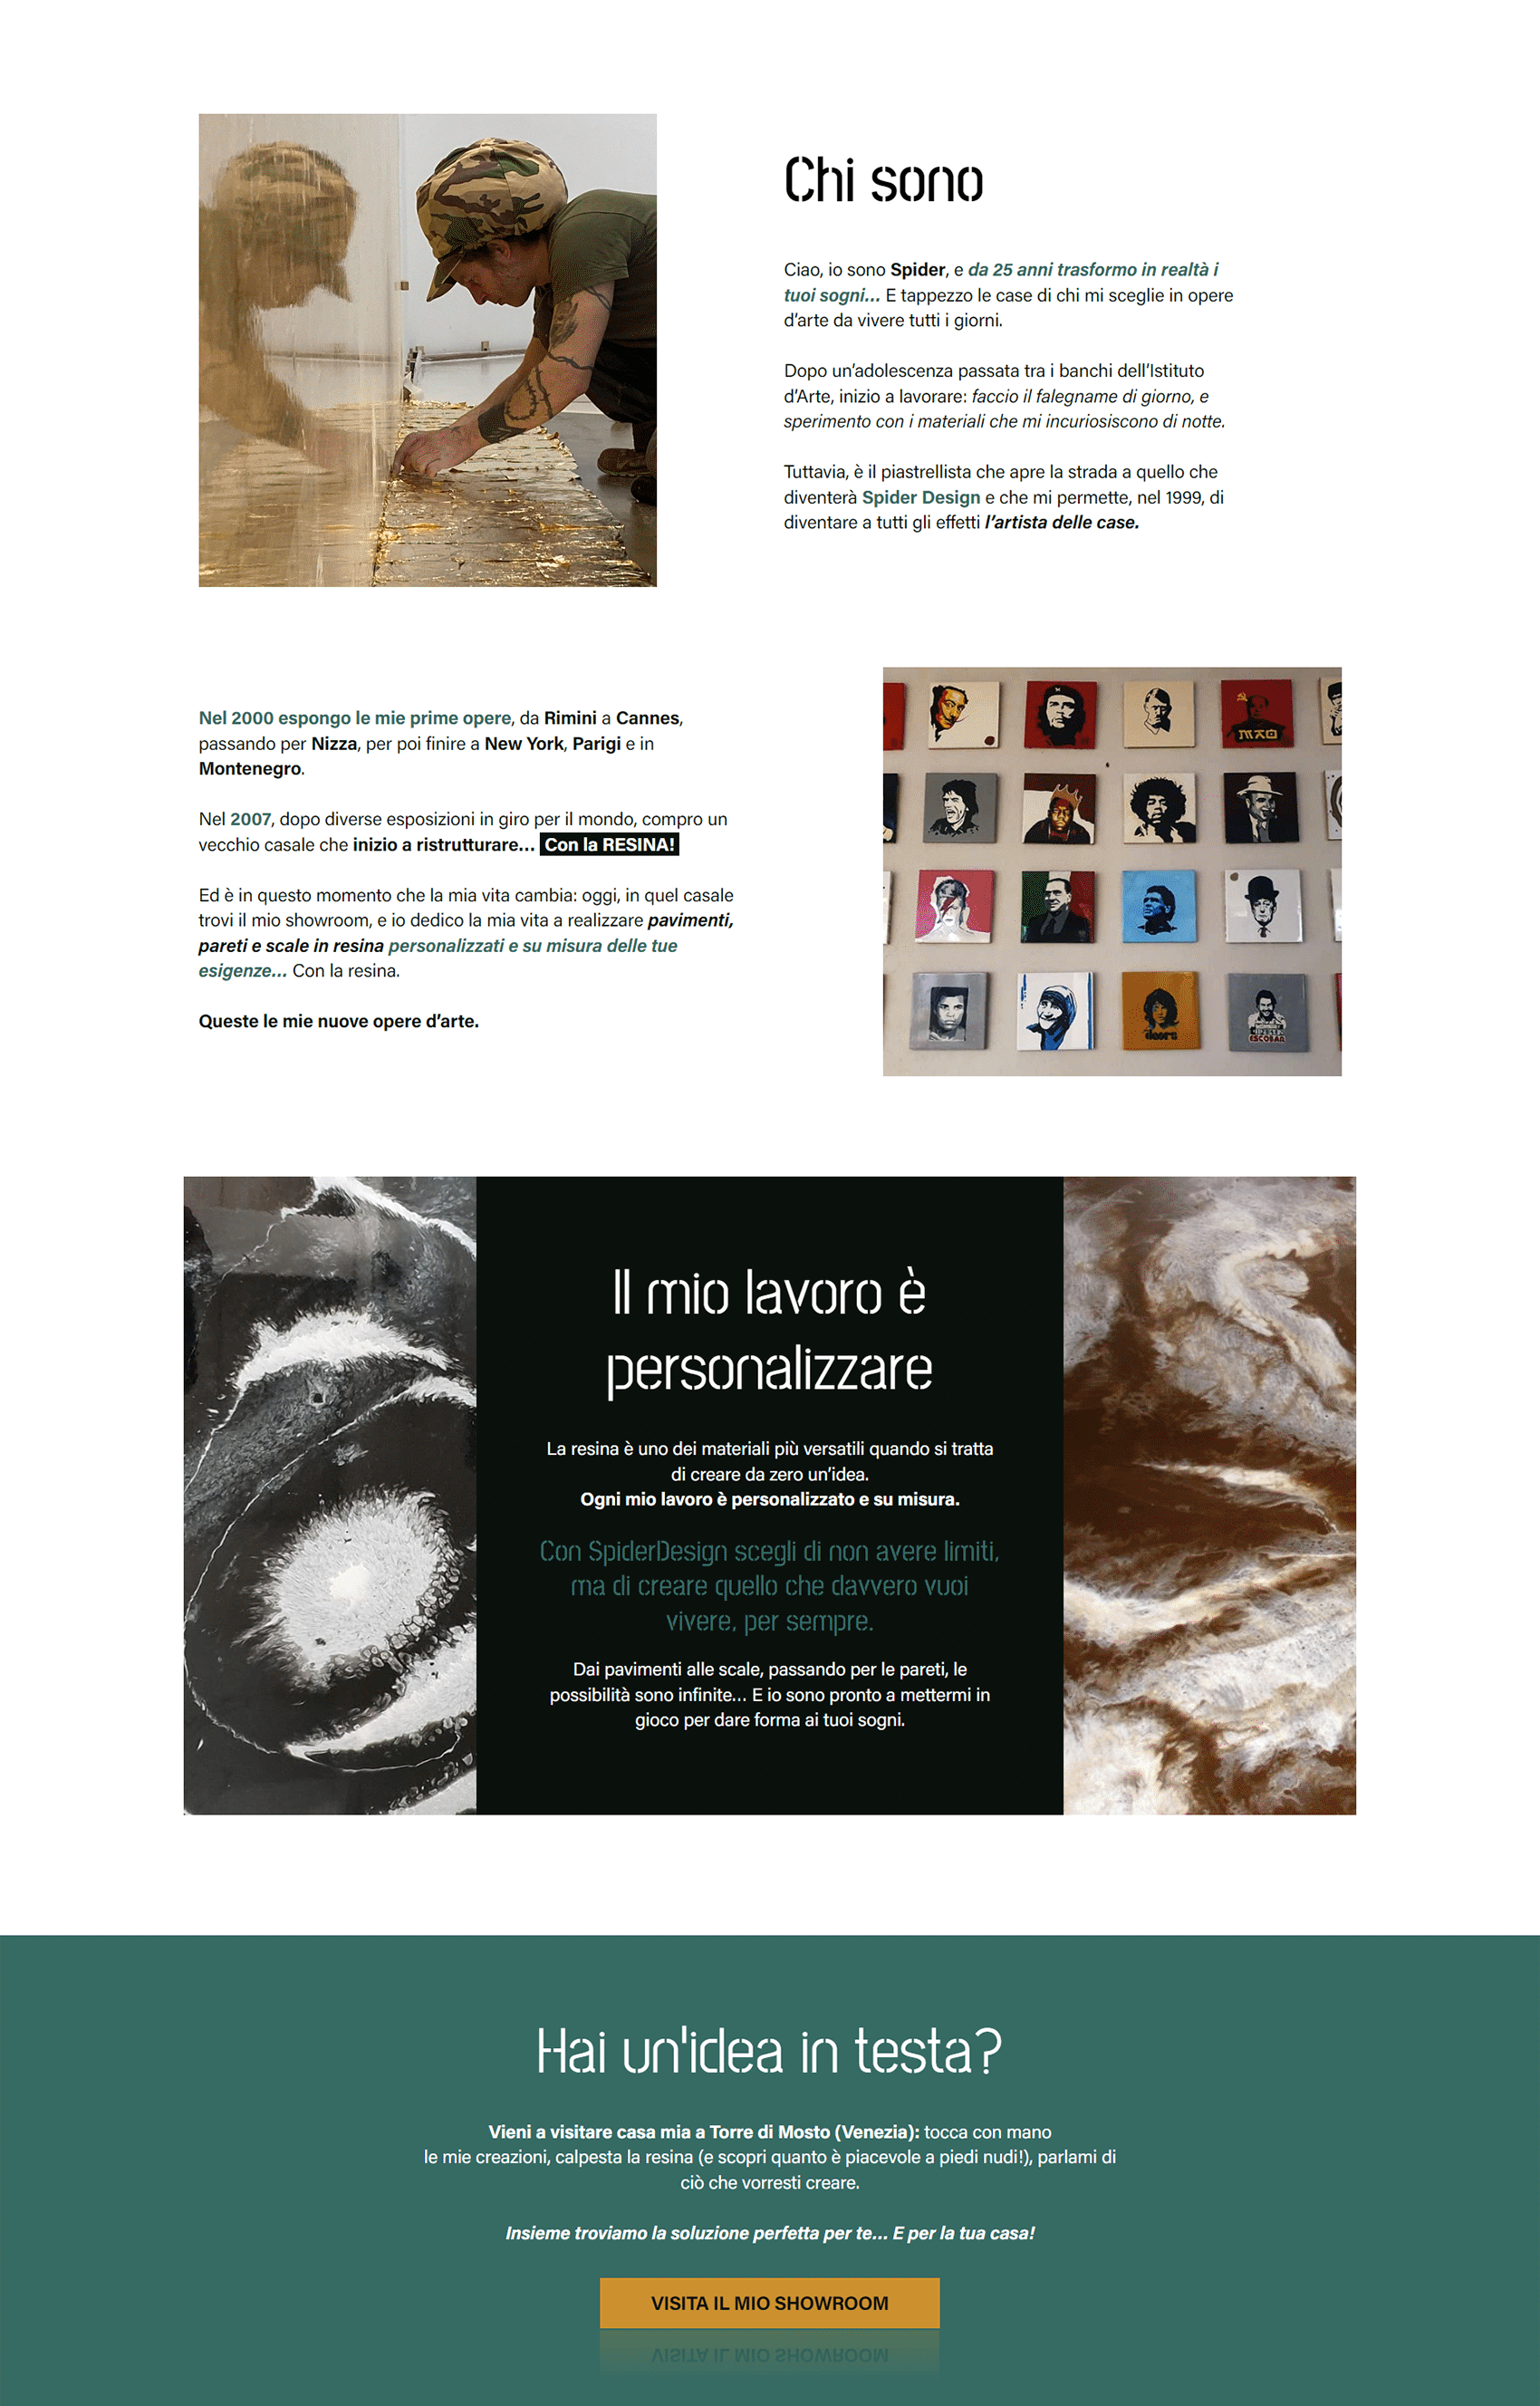 Chi sono
Ciao, io sono Spider, e da 25 anni trasformo in realtà i
tuoi sogni... E tappezzo le case di chi mi sceglie in opere
d'arte da vivere tutti i giorni.
Dopo un'adolescenza passata tra i banchi dell'Istituto
d'Arte, inizio a lavorare: faccio il falegname di giorno, e
sperimento con i materiali che mi incuriosiscono di notte.
Tuttavia, è il piastrellista che apre la strada a quello che
diventerà Spider Design e che mi permette, nel 1999, di
diventare a tutti gli effetti l'artista delle case.
Nel 2000 espongo le mie prime opere, da Rimini a Cannes,
passando per Nizza, per poi finire a New York, Parigi e in
Montenegro.
Nel 2007, dopo diverse esposizioni in giro per il mondo, compro un
vecchio casale che inizio a ristrutturare... Con la RESINA!
Ed è in questo momento che la mia vita cambia: oggi, in quel casale
trovi il mio showroom, e io dedico la mia vita a realizzare pavimenti,
pareti e scale in resina personalizzati e su misura delle tue
esigenze... Con la resina.
Queste le mie nuove opere d'arte.
MAO
doors
ESCOBAR
Il mio lavoro è
personalizzare
La resina è uno dei materiali più versatili quando si tratta
di creare da zero un'idea.
Ogni mio lavoro è personalizzato e su misura.
Con SpiderDesign scegli di non avere limiti,
ma di creare quello che davvero vuoi
vivere, per sempre.
Dai pavimenti alle scale, passando per le pareti, le
possibilità sono infinite... E io sono pronto a mettermi in
gioco per dare forma ai tuoi sogni.
Hai un'idea in testa?
Vieni a visitare casa mia a Torre di Mosto (Venezia): tocca con mano
le mie creazioni, calpesta la resina (e scopri quanto è piacevole a piedi nudi!), parlami di
ciò che vorresti creare.
Insieme troviamo la soluzione perfetta per te... E per la tua casa!
VISITA IL MIO SHOWROOM
VISITA IL MIO SHOWROOM